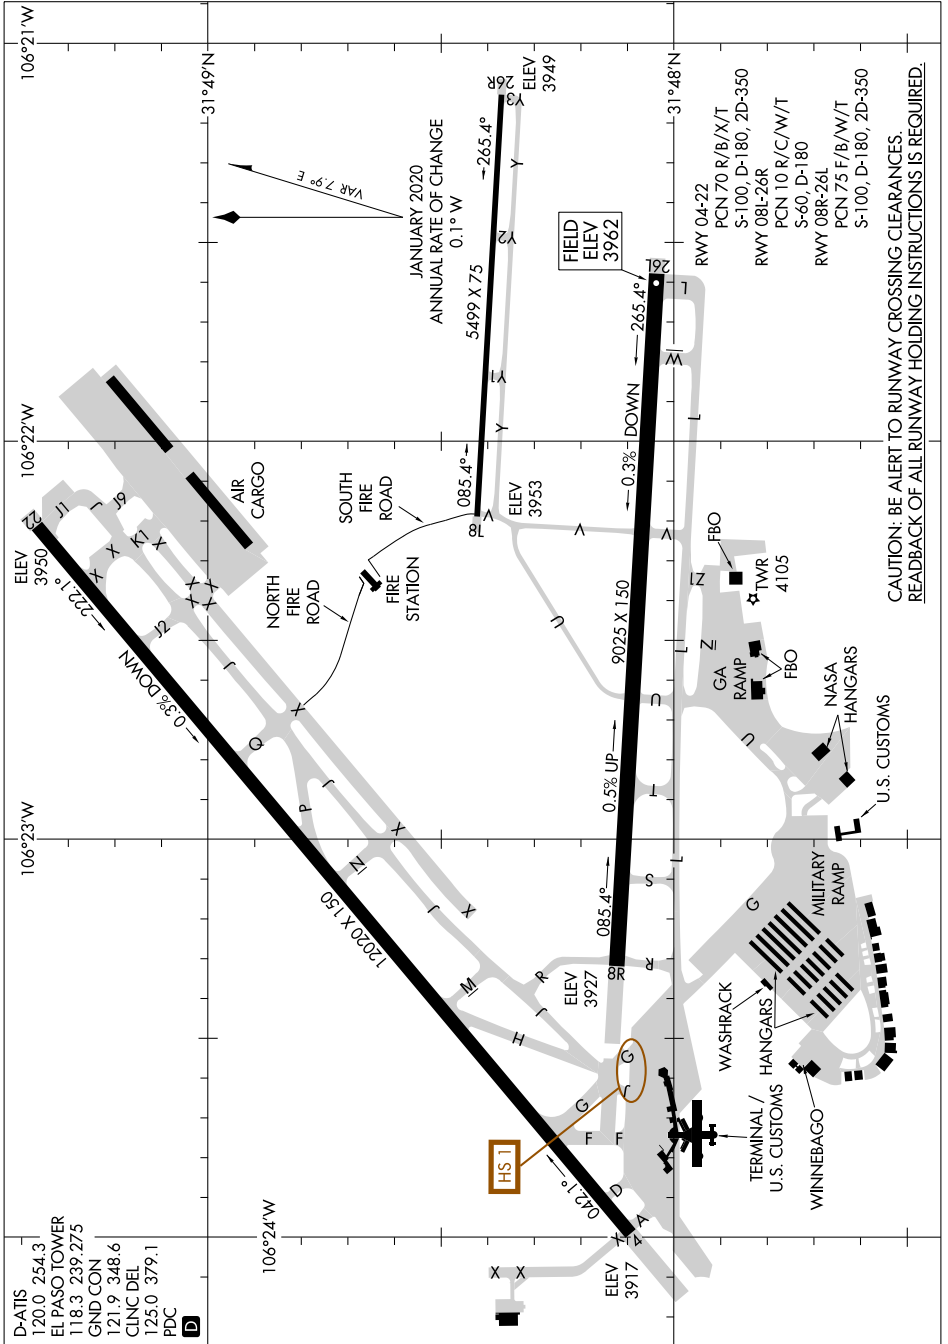 D-ATIS
120.0 254.3
EL PASO TOWER
118.3 239.275
GND CON
121.9 348.6
CLNC DEL
125.0 379.1
PDC
D
106°24'W
106°23'W
106°22'W
106°21'W
31°49'N
31°48'N
VAR 7.9° E
JANUARY 2020
ANNUAL RATE OF CHANGE
0.1° W
ELEV
3950
22
222.1°
0.3% DOWN
12020 X 150
042.1°
4
ELEV
3917
J1
J
J9
X
X
K1
X
X
X
X
X
J2
J
X
Q
P
J
X
N
J
X
M
H
J
R
G
F
F
D
A
X
X
X
HS 1
G
J
AIR
CARGO
NORTH
FIRE
ROAD
SOUTH
FIRE
ROAD
FIRE
STATION
8L
085.4°
ELEV
3953
5499 X 75
265.4°
26R
ELEV
3949
Y
Y1
Y2
Y
Y3
V
V
V
U
U
U
FIELD
ELEV
3962
26L
265.4°
0.3% DOWN
9025 X 150
0.5% UP
085.4°
8R
ELEV
3927
R
S
T
L
L
L
L
W
Z1
Z
G
FBO
TWR
4105
GA
RAMP
FBO
NASA
HANGARS
U.S. CUSTOMS
MILITARY
RAMP
WASHRACK
HANGARS
WINNEBAGO
TERMINAL /
U.S. CUSTOMS
RWY 04-22
PCN 70 R/B/X/T
S-100, D-180, 2D-350
RWY 08L-26R
PCN 10 R/C/W/T
S-60, D-180
RWY 08R-26L
PCN 75 F/B/W/T
S-100, D-180, 2D-350
CAUTION: BE ALERT TO RUNWAY CROSSING CLEARANCES.
READBACK OF ALL RUNWAY HOLDING INSTRUCTIONS IS REQUIRED.